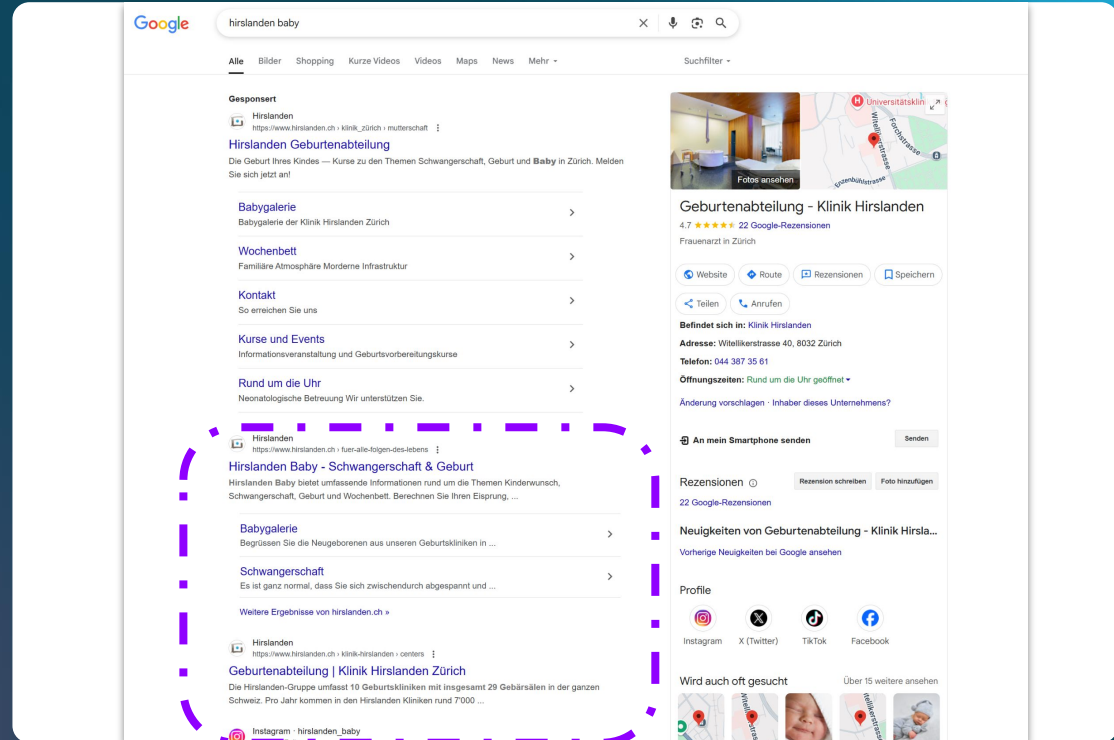 Google
hirslanden baby
Alle Bilder Shopping Kurze Videos Videos Maps News Mehr
Suchfilter
Gesponsert
Hirslanden
https://www.hirslanden.ch › klinik_zürich › mutterschaft
Hirslanden Geburtenabteilung
Die Geburt Ihres Kindes — Kurse zu den Themen Schwangerschaft, Geburt und Baby in Zürich. Melden
Sie sich jetzt an!
Babygalerie
Babygalerie der Klinik Hirslanden Zürich
Wochenbett
Familiäre Atmosphäre Morderne Infrastruktur
Kontakt
So erreichen Sie uns
Kurse und Events
Informationsveranstaltung und Geburtsvorbereitungskurse
Rund um die Uhr
Neonatologische Betreuung Wir unterstützen Sie.
Hirslanden
https://www.hirslanden.ch › fuer-alle-folgen-des-lebens
Hirslanden Baby - Schwangerschaft & Geburt
Hirslanden Baby bietet umfassende Informationen rund um die Themen Kinderwunsch,
Schwangerschaft, Geburt und Wochenbett. Berechnen Sie Ihren Eisprung, ...
Babygalerie
Begrüssen Sie die Neugeborenen aus unseren Geburtskliniken in ...
Schwangerschaft
Es ist ganz normal, dass Sie sich zwischendurch abgespannt und ...
Weitere Ergebnisse von hirslanden.ch »
Hirslanden
https://www.hirslanden.ch › klinik-hirslanden › centers
Geburtenabteilung | Klinik Hirslanden Zürich
Die Hirslanden-Gruppe umfasst 10 Geburtskliniken mit insgesamt 29 Gebärsälen in der ganzen
Schweiz. Pro Jahr kommen in den Hirslanden Kliniken rund 7'000 ...
Instagram · hirslanden_baby
Fotos ansehen
Universitätsklin
Witellikerstrasse
Forchstrasse
Enzenbühlstrasse
Geburtenabteilung - Klinik Hirslanden
4.7 22 Google-Rezensionen
Frauenarzt in Zürich
Website Route Rezensionen Speichern
Teilen Anrufen
Befindet sich in: Klinik Hirslanden
Adresse: Witellikerstrasse 40, 8032 Zürich
Telefon: 044 387 35 61
Öffnungszeiten: Rund um die Uhr geöffnet
Änderung vorschlagen · Inhaber dieses Unternehmens?
An mein Smartphone senden Senden
Rezensionen Rezension schreiben Foto hinzufügen
22 Google-Rezensionen
Neuigkeiten von Geburtenabteilung - Klinik Hirsla...
Vorherige Neuigkeiten bei Google ansehen
Profile
Instagram X (Twitter) TikTok Facebook
Wird auch oft gesucht Über 15 weitere ansehen